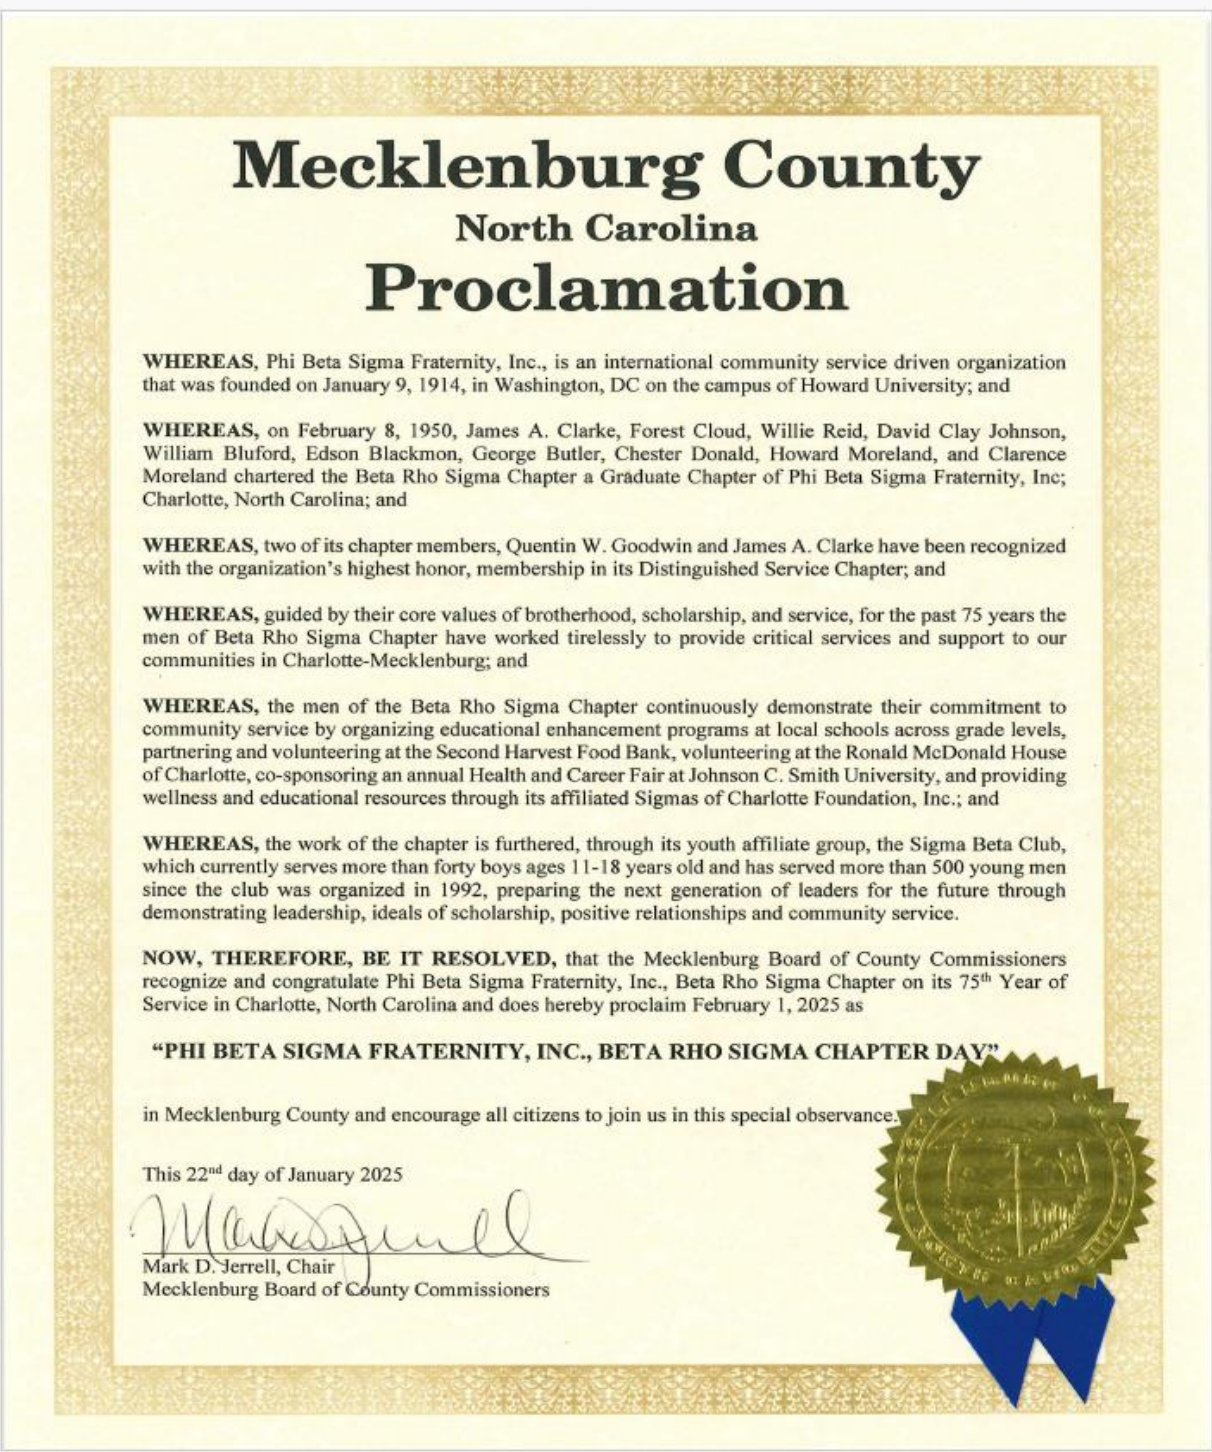 Mecklenburg County
North Carolina
Proclamation
WHEREAS, Phi Beta Sigma Fraternity, Inc., is an international community service driven organization
that was founded on January 9, 1914, in Washington, DC on the campus of Howard University; and
WHEREAS, on February 8, 1950, James A. Clarke, Forest Cloud, Willie Reid, David Clay Johnson,
William Bluford, Edson Blackmon, George Butler, Chester Donald, Howard Moreland, and Clarence
Moreland chartered the Beta Rho Sigma Chapter a Graduate Chapter of Phi Beta Sigma Fraternity, Inc;
Charlotte, North Carolina; and
WHEREAS, two of its chapter members, Quentin W. Goodwin and James A. Clarke have been recognized
with the organization’s highest honor, membership in its Distinguished Service Chapter; and
WHEREAS, guided by their core values of brotherhood, scholarship, and service, for the past 75 years the
men of Beta Rho Sigma Chapter have worked tirelessly to provide critical services and support to our
communities in Charlotte-Mecklenburg; and
WHEREAS, the men of the Beta Rho Sigma Chapter continuously demonstrate their commitment to
community service by organizing educational enhancement programs at local schools across grade levels,
partnering and volunteering at the Second Harvest Food Bank, volunteering at the Ronald McDonald House
of Charlotte, co-sponsoring an annual Health and Career Fair at Johnson C. Smith University, and providing
wellness and educational resources through its affiliated Sigmas of Charlotte Foundation, Inc.; and
WHEREAS, the work of the chapter is furthered, through its youth affiliate group, the Sigma Beta Club,
which currently serves more than forty boys ages 11-18 years old and has served more than 500 young men
since the club was organized in 1992, preparing the next generation of leaders for the future through
demonstrating leadership, ideals of scholarship, positive relationships and community service.
NOW, THEREFORE, BE IT RESOLVED, that the Mecklenburg Board of County Commissioners
recognize and congratulate Phi Beta Sigma Fraternity, Inc., Beta Rho Sigma Chapter on its 75th Year of
Service in Charlotte, North Carolina and does hereby proclaim February 1, 2025 as
“PHI BETA SIGMA FRATERNITY, INC., BETA RHO SIGMA CHAPTER DAY”
in Mecklenburg County and encourage all citizens to join us in this special observance.
This 22nd day of January 2025
Mark D. Jerrell, Chair
Mecklenburg Board of County Commissioners